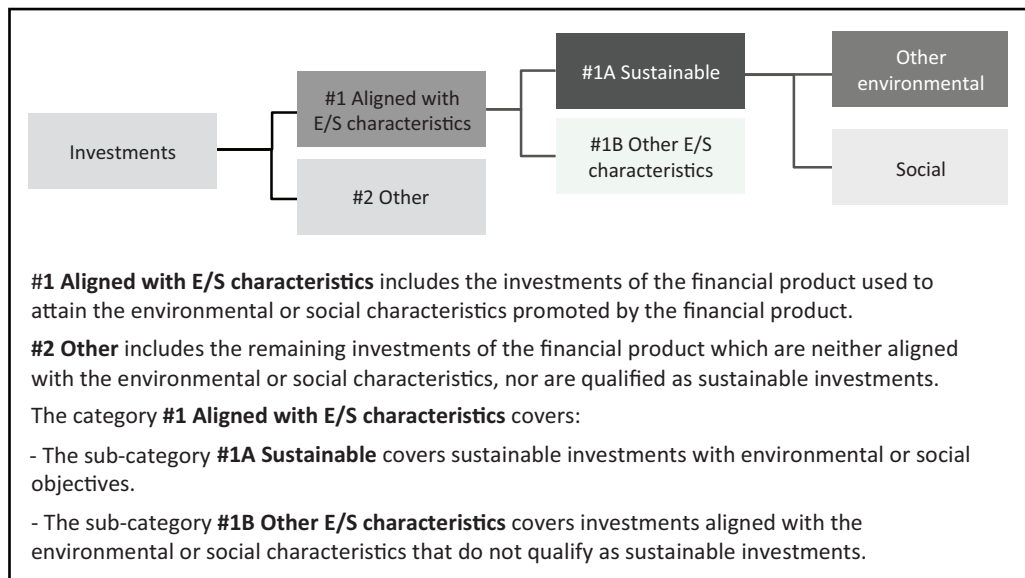 Investments
#1 Aligned with
E/S characteristics
#2 Other
#1A Sustainable
#1B Other E/S
characteristics
Other
environmental
Social
#1 Aligned with E/S characteristics includes the investments of the financial product used to
attain the environmental or social characteristics promoted by the financial product.
#2 Other includes the remaining investments of the financial product which are neither aligned
with the environmental or social characteristics, nor are qualified as sustainable investments.
The category #1 Aligned with E/S characteristics covers:
- The sub-category #1A Sustainable covers sustainable investments with environmental or social
objectives.
- The sub-category #1B Other E/S characteristics covers investments aligned with the
environmental or social characteristics that do not qualify as sustainable investments.